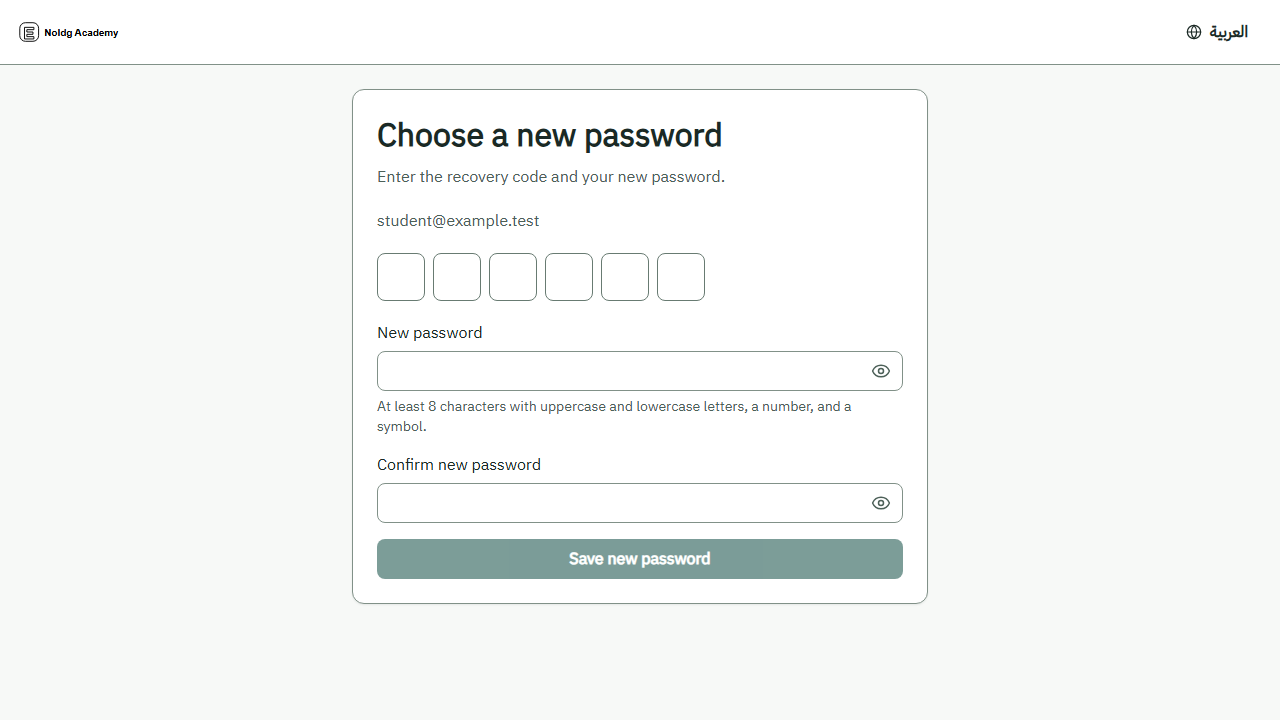 Noldg Academy
العربية
Choose a new password
Enter the recovery code and your new password.
student@example.test
New password
At least 8 characters with uppercase and lowercase letters, a number, and a
symbol.
Confirm new password
Save new password